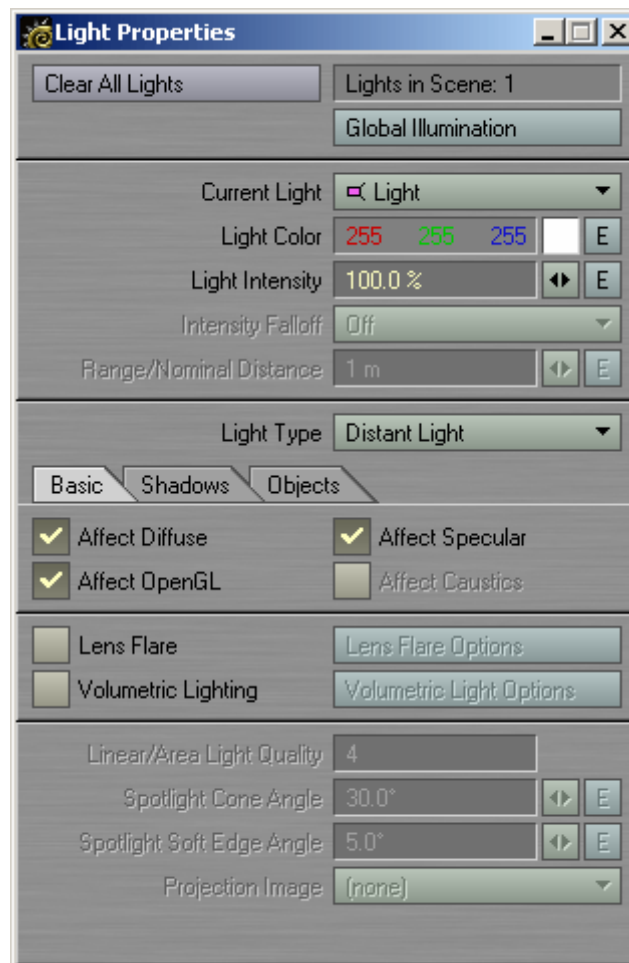 Light Properties
Clear All Lights
Lights in Scene: 1
Global Illumination
Current Light Light
Light Color 255 255 255 E
Light Intensity 100.0 % E
Intensity Falloff Off
Range/Nominal Distance 1 m E
Light Type Distant Light
Basic Shadows Objects
Affect Diffuse Affect Specular
Affect OpenGL Affect Caustics
Lens Flare Lens Flare Options
Volumetric Lighting Volumetric Light Options
Linear/Area Light Quality 4
Spotlight Cone Angle 30.0° E
Spotlight Soft Edge Angle 5.0° E
Projection Image (none)